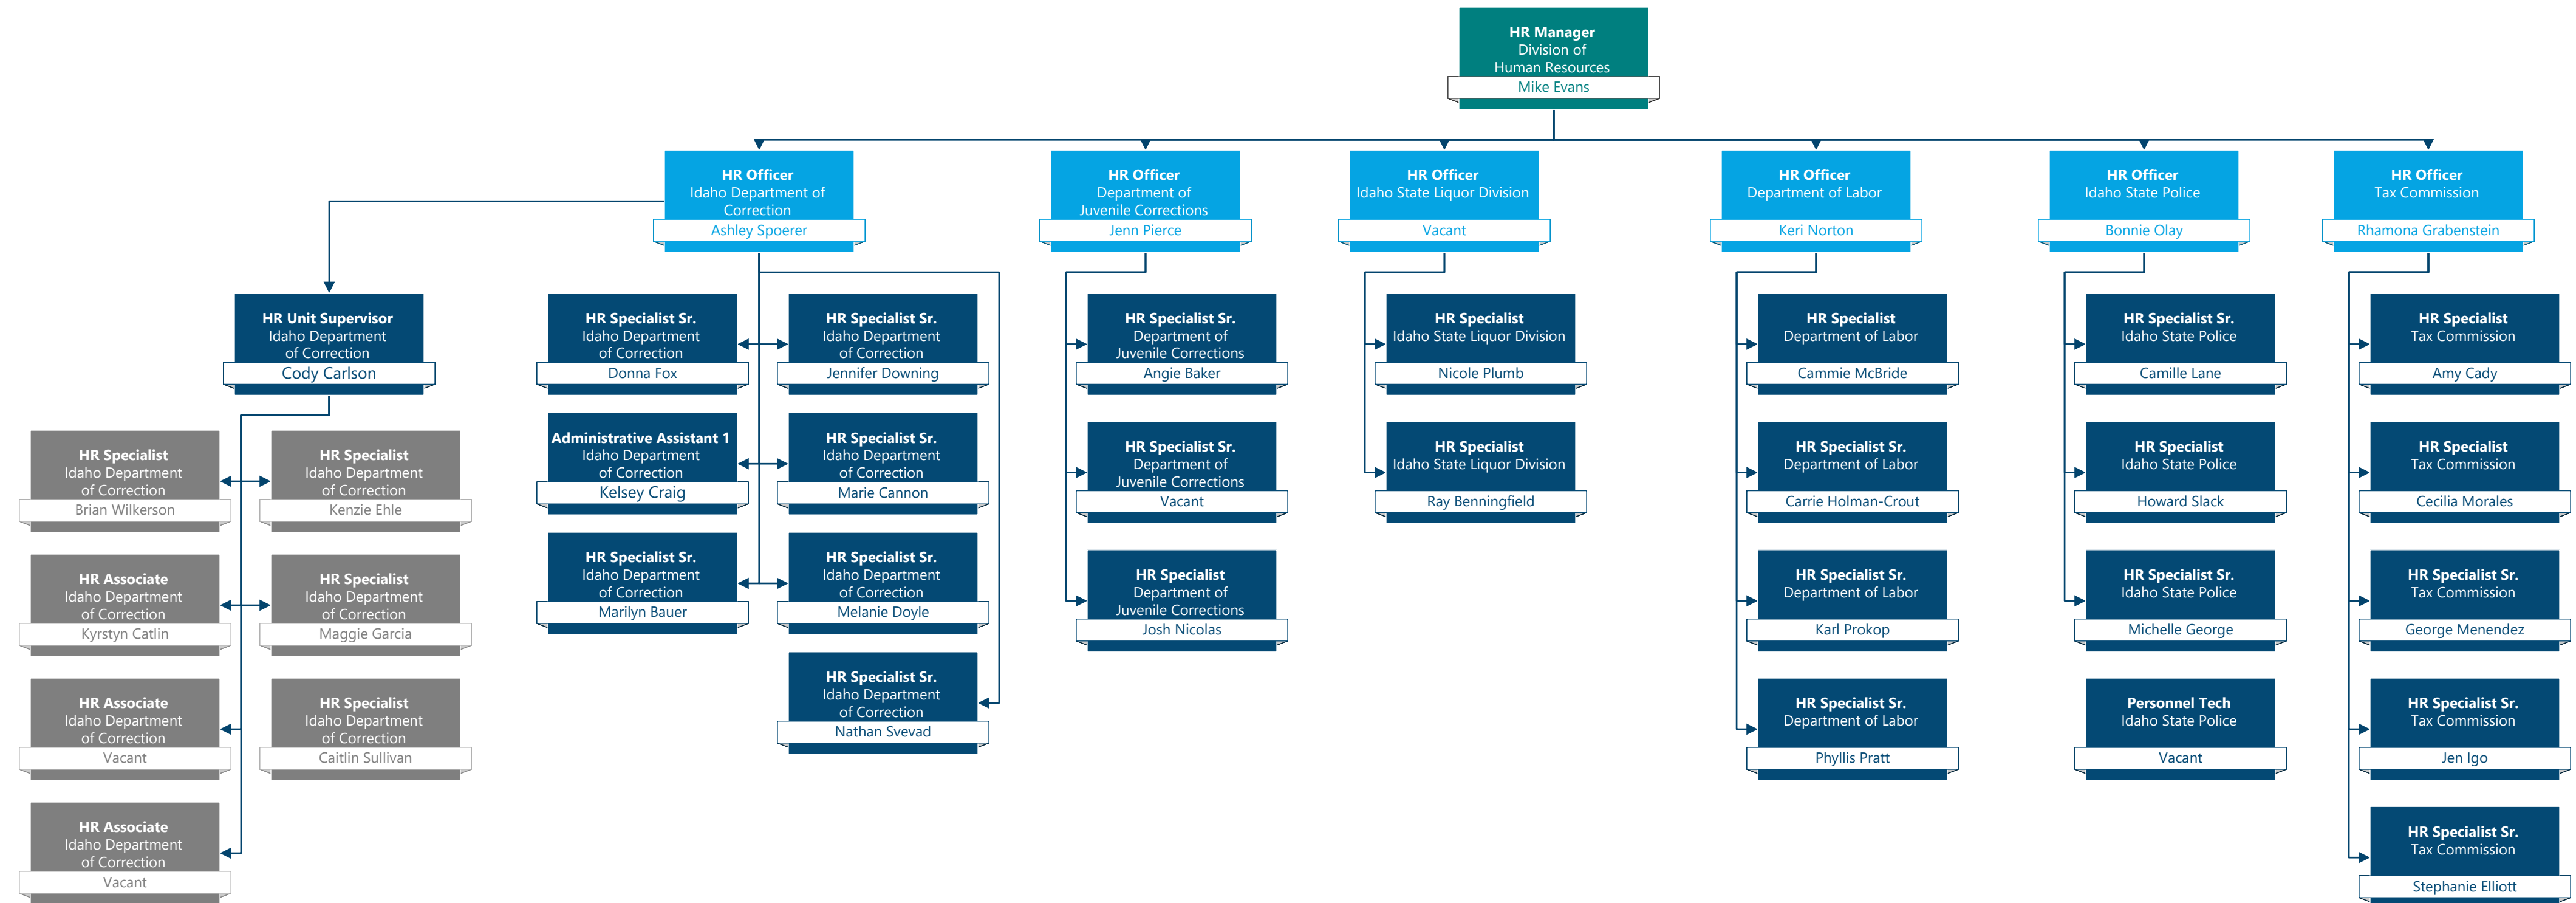 HR Manager
Division of
Human Resources
Mike Evans
HR Officer
Idaho Department of
Correction
Ashley Spoerer
HR Officer
Department of
Juvenile Corrections
Jenn Pierce
HR Officer
Idaho State Liquor Division
Vacant
HR Officer
Department of Labor
Keri Norton
HR Officer
Idaho State Police
Bonnie Olay
HR Officer
Tax Commission
Rhamona Grabenstein
HR Unit Supervisor
Idaho Department
of Correction
Cody Carlson
HR Specialist
Idaho Department
of Correction
Brian Wilkerson
HR Specialist
Idaho Department
of Correction
Kenzie Ehle
HR Associate
Idaho Department
of Correction
Kyrstyn Catlin
HR Specialist
Idaho Department
of Correction
Maggie Garcia
HR Associate
Idaho Department
of Correction
Vacant
HR Specialist
Idaho Department
of Correction
Caitlin Sullivan
HR Associate
Idaho Department
of Correction
Vacant
HR Specialist Sr.
Idaho Department
of Correction
Donna Fox
HR Specialist Sr.
Idaho Department
of Correction
Jennifer Downing
Administrative Assistant 1
Idaho Department
of Correction
Kelsey Craig
HR Specialist Sr.
Idaho Department
of Correction
Marie Cannon
HR Specialist Sr.
Idaho Department
of Correction
Marilyn Bauer
HR Specialist Sr.
Idaho Department
of Correction
Melanie Doyle
HR Specialist Sr.
Idaho Department
of Correction
Nathan Svevad
HR Specialist Sr.
Department of
Juvenile Corrections
Angie Baker
HR Specialist Sr.
Department of
Juvenile Corrections
Vacant
HR Specialist
Department of
Juvenile Corrections
Josh Nicolas
HR Specialist
Idaho State Liquor Division
Nicole Plumb
HR Specialist
Idaho State Liquor Division
Ray Benningfield
HR Specialist
Department of Labor
Cammie McBride
HR Specialist Sr.
Department of Labor
Carrie Holman-Crout
HR Specialist Sr.
Department of Labor
Karl Prokop
HR Specialist Sr.
Department of Labor
Phyllis Pratt
HR Specialist Sr.
Idaho State Police
Camille Lane
HR Specialist
Idaho State Police
Howard Slack
HR Specialist Sr.
Idaho State Police
Michelle George
Personnel Tech
Idaho State Police
Vacant
HR Specialist
Tax Commission
Amy Cady
HR Specialist
Tax Commission
Cecilia Morales
HR Specialist Sr.
Tax Commission
George Menendez
HR Specialist Sr.
Tax Commission
Jen Igo
HR Specialist Sr.
Tax Commission
Stephanie Elliott